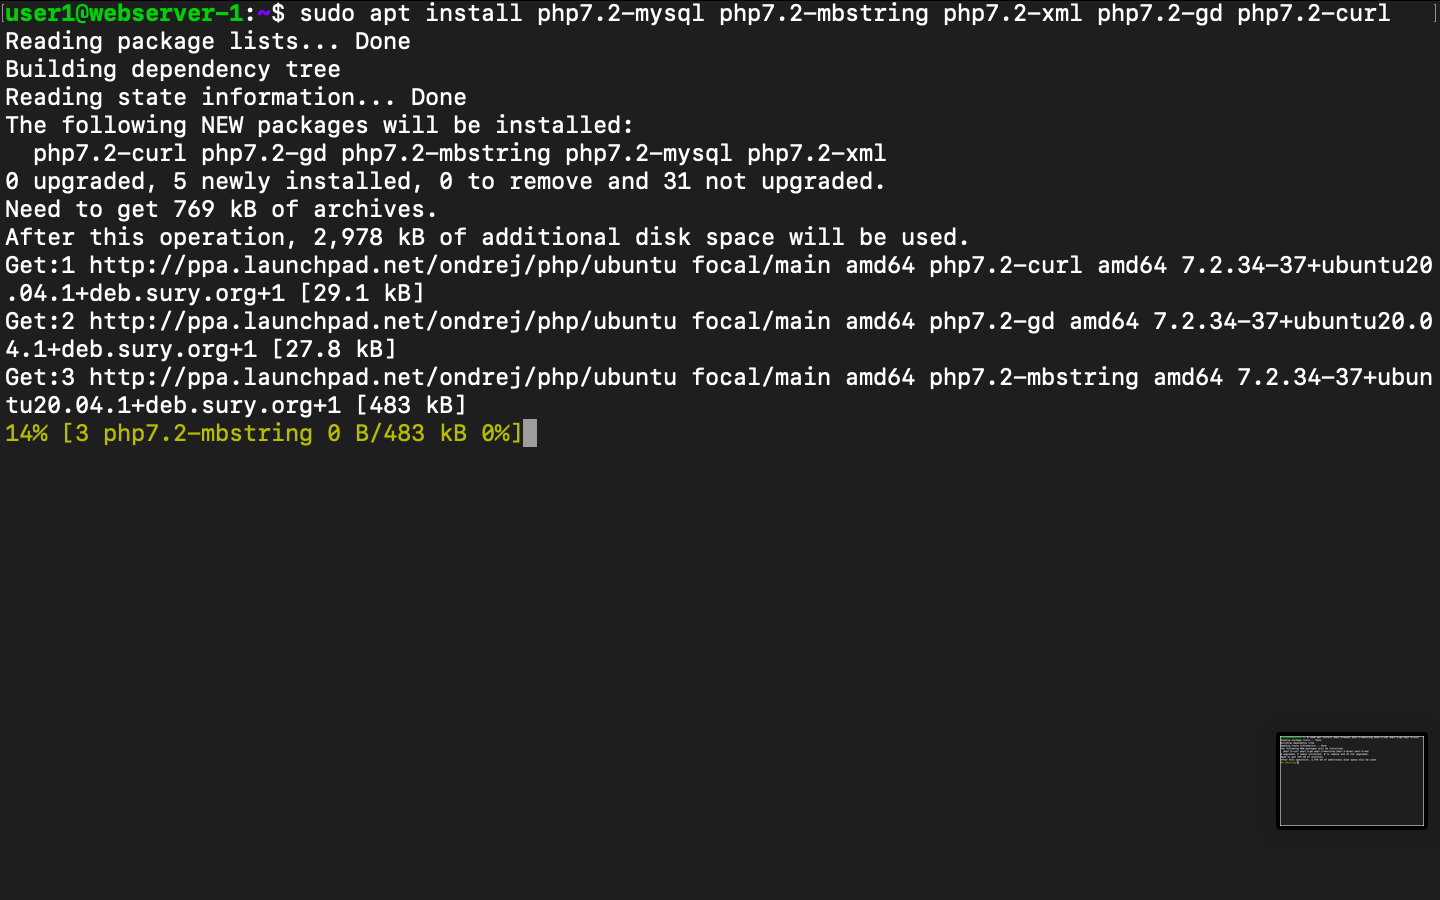 user1@webserver-1:~$ sudo apt install php7.2-mysql php7.2-mbstring php7.2-xml php7.2-gd php7.2-curl
Reading package lists... Done
Building dependency tree
Reading state information... Done
The following NEW packages will be installed:
  php7.2-curl php7.2-gd php7.2-mbstring php7.2-mysql php7.2-xml
0 upgraded, 5 newly installed, 0 to remove and 31 not upgraded.
Need to get 769 kB of archives.
After this operation, 2,978 kB of additional disk space will be used.
Get:1 http://ppa.launchpad.net/ondrej/php/ubuntu focal/main amd64 php7.2-curl amd64 7.2.34-37+ubuntu20
.04.1+deb.sury.org+1 [29.1 kB]
Get:2 http://ppa.launchpad.net/ondrej/php/ubuntu focal/main amd64 php7.2-gd amd64 7.2.34-37+ubuntu20.0
4.1+deb.sury.org+1 [27.8 kB]
Get:3 http://ppa.launchpad.net/ondrej/php/ubuntu focal/main amd64 php7.2-mbstring amd64 7.2.34-37+ubun
tu20.04.1+deb.sury.org+1 [483 kB]
14% [3 php7.2-mbstring 0 B/483 kB 0%]